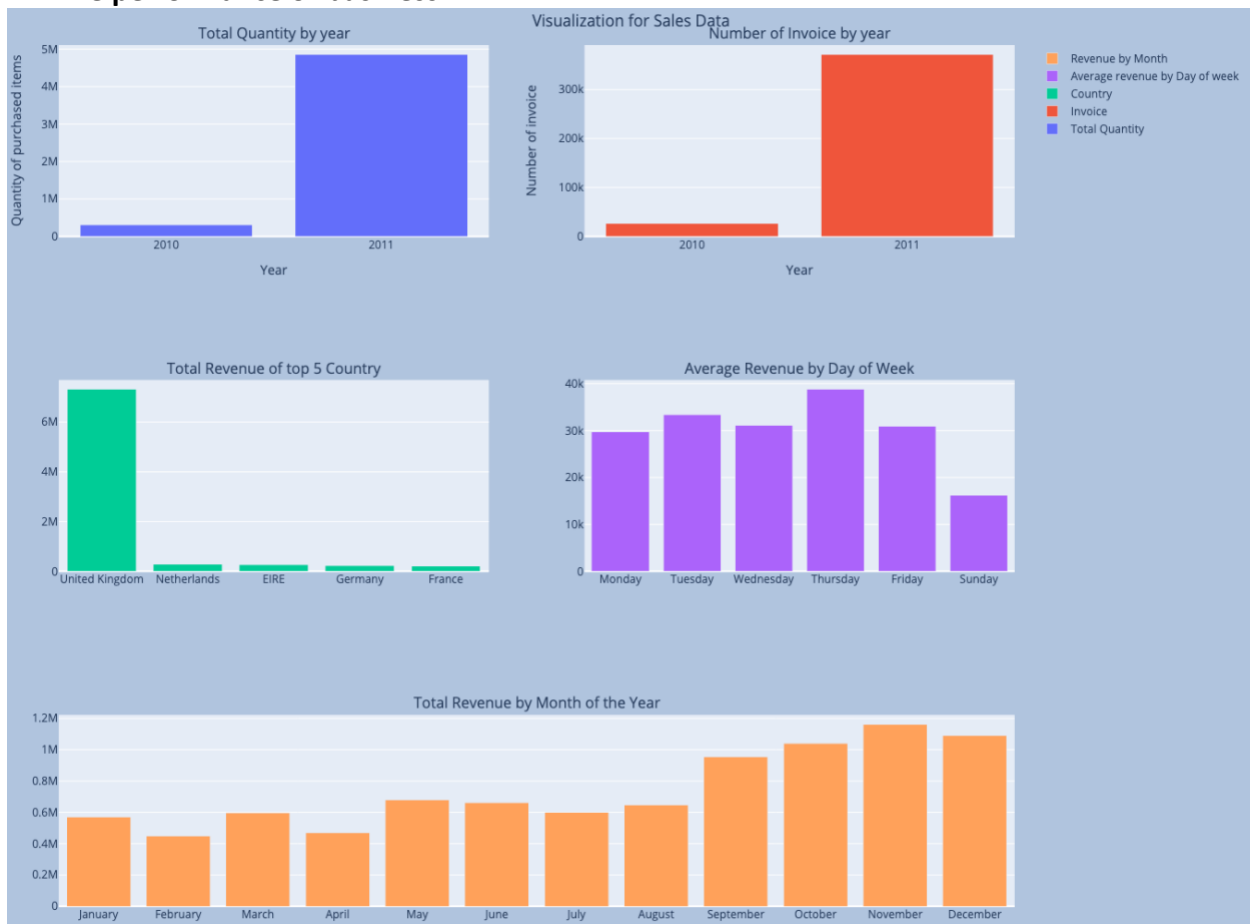 Visualization for Sales Data
Total Quantity by year
Number of Invoice by year
Quantity of purchased items
5M
4M
3M
2M
1M
0
2010
2011
Year
Number of invoice
300k
200k
100k
0
2010
2011
Year
Revenue by Month
Average revenue by Day of week
Country
Invoice
Total Quantity
Total Revenue of top 5 Country
6M
4M
2M
0
United Kingdom
Netherlands
EIRE
Germany
France
Average Revenue by Day of Week
40k
30k
20k
10k
0
Monday
Tuesday
Wednesday
Thursday
Friday
Sunday
Total Revenue by Month of the Year
1.2M
1M
0.8M
0.6M
0.4M
0.2M
0
January
February
March
April
May
June
July
August
September
October
November
December